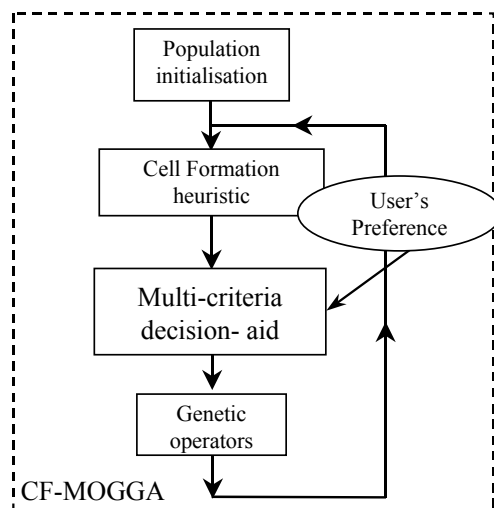 Population
initialisation
Cell Formation
heuristic
User's
Preference
Multi-criteria
decision- aid
Genetic
operators
CF-MOGGA